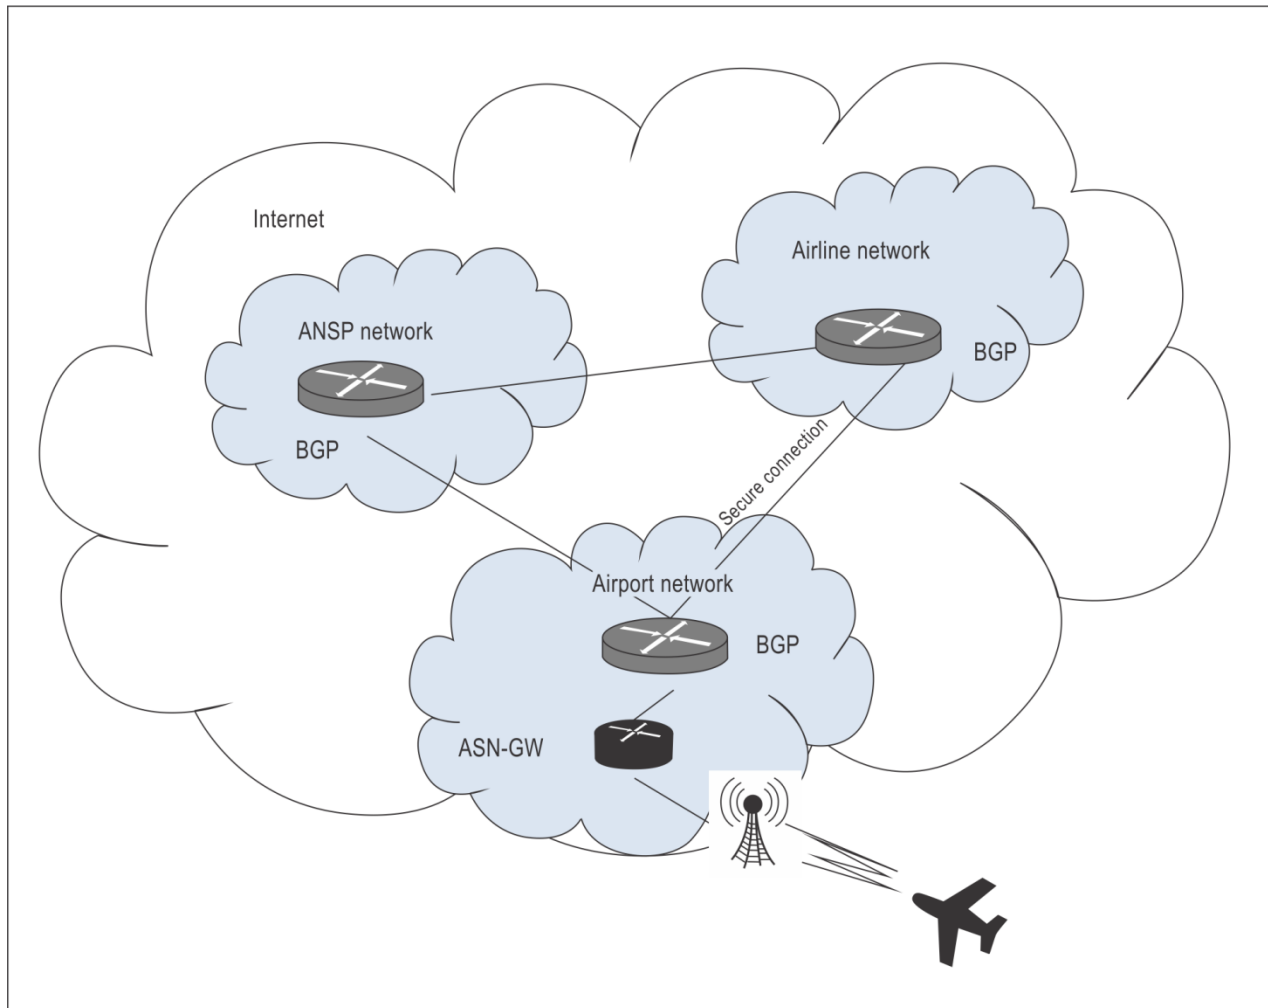 Internet
Airline network
ANSP network
BGP
BGP
Secure connection
Airport network
BGP
ASN-GW